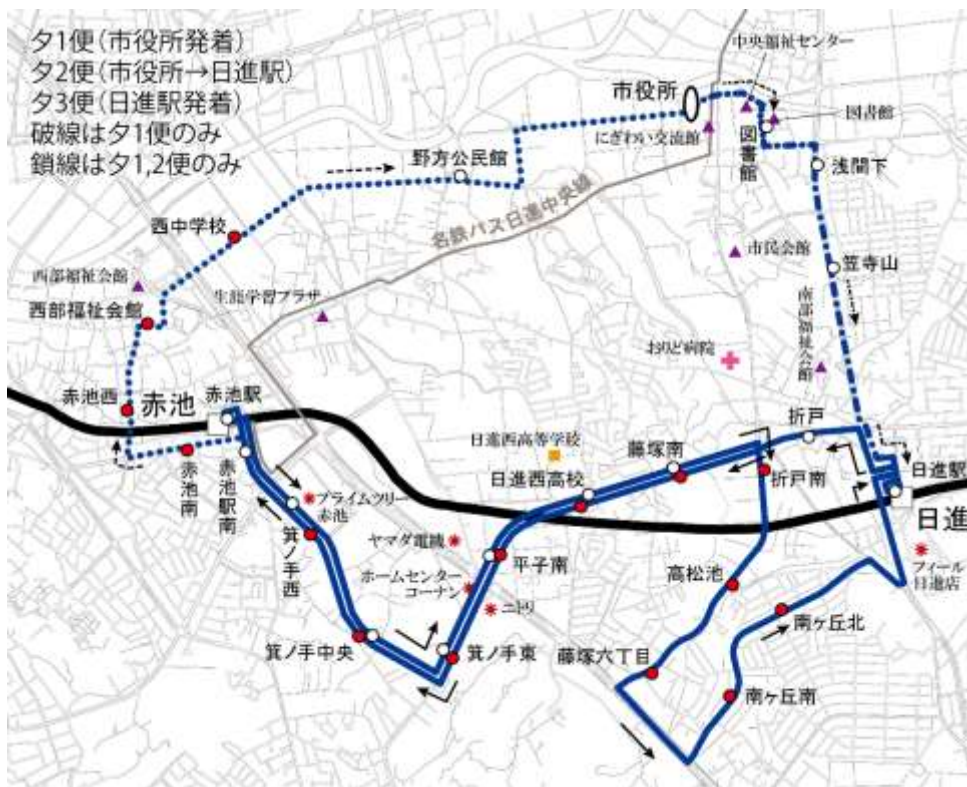 夕1便(市役所発着)
夕2便(市役所→日進駅)
夕3便(日進駅発着)
破線は夕1便のみ
鎖線は夕1,2便のみ
中央福祉センター
市役所
図書館
にぎわい交流館
図書館
野方公民館
浅間下
名鉄バス日進中央線
西中学校
市民会館
笠寺山
西部福祉会館
生涯学習プラザ
西部福祉会館
おりど病院
南部福祉会館
赤池西
赤池
赤池駅
折戸
日進西高等学校
藤塚南
日進駅
赤池南
赤池駅南
日進西高校
折戸南
プライムツリー
赤池
日進
箕ノ手西
ヤマダ電機
平子南
フィール
日進店
高松池
ホームセンター
コーナン
ニトリ
南ヶ丘北
箕ノ手中央
箕ノ手東
藤塚六丁目
南ヶ丘南